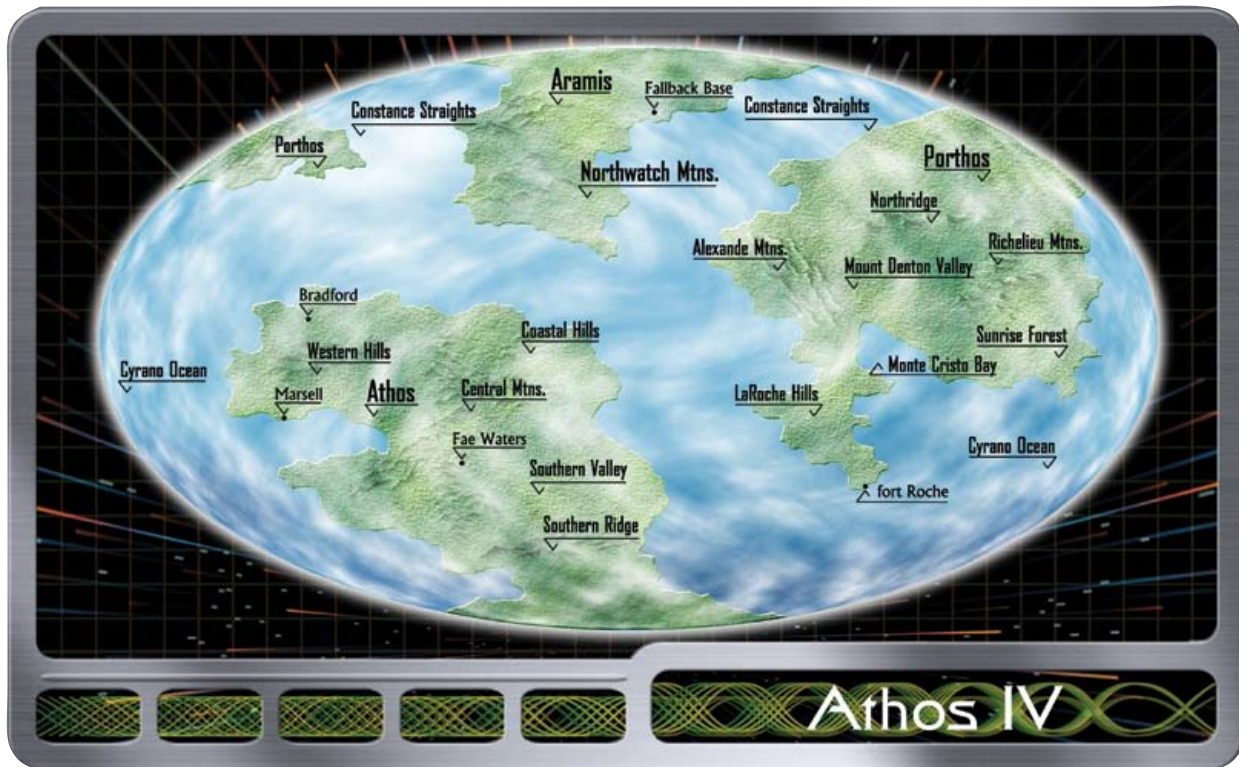 Aramis
Fallback Base
Constance Straights
Constance Straights
Porthos
Porthos
Northwatch Mtns.
Northridge
Alexande Mtns.
Richelieu Mtns.
Mount Denton Valley
Bradford
Coastal Hills
Sunrise Forest
Western Hills
Cyrano Ocean
Monte Cristo Bay
Marsell
Athos
Central Mtns.
LaRoche Hills
Fae Waters
Cyrano Ocean
Southern Valley
fort Roche
Southern Ridge
Athos IV